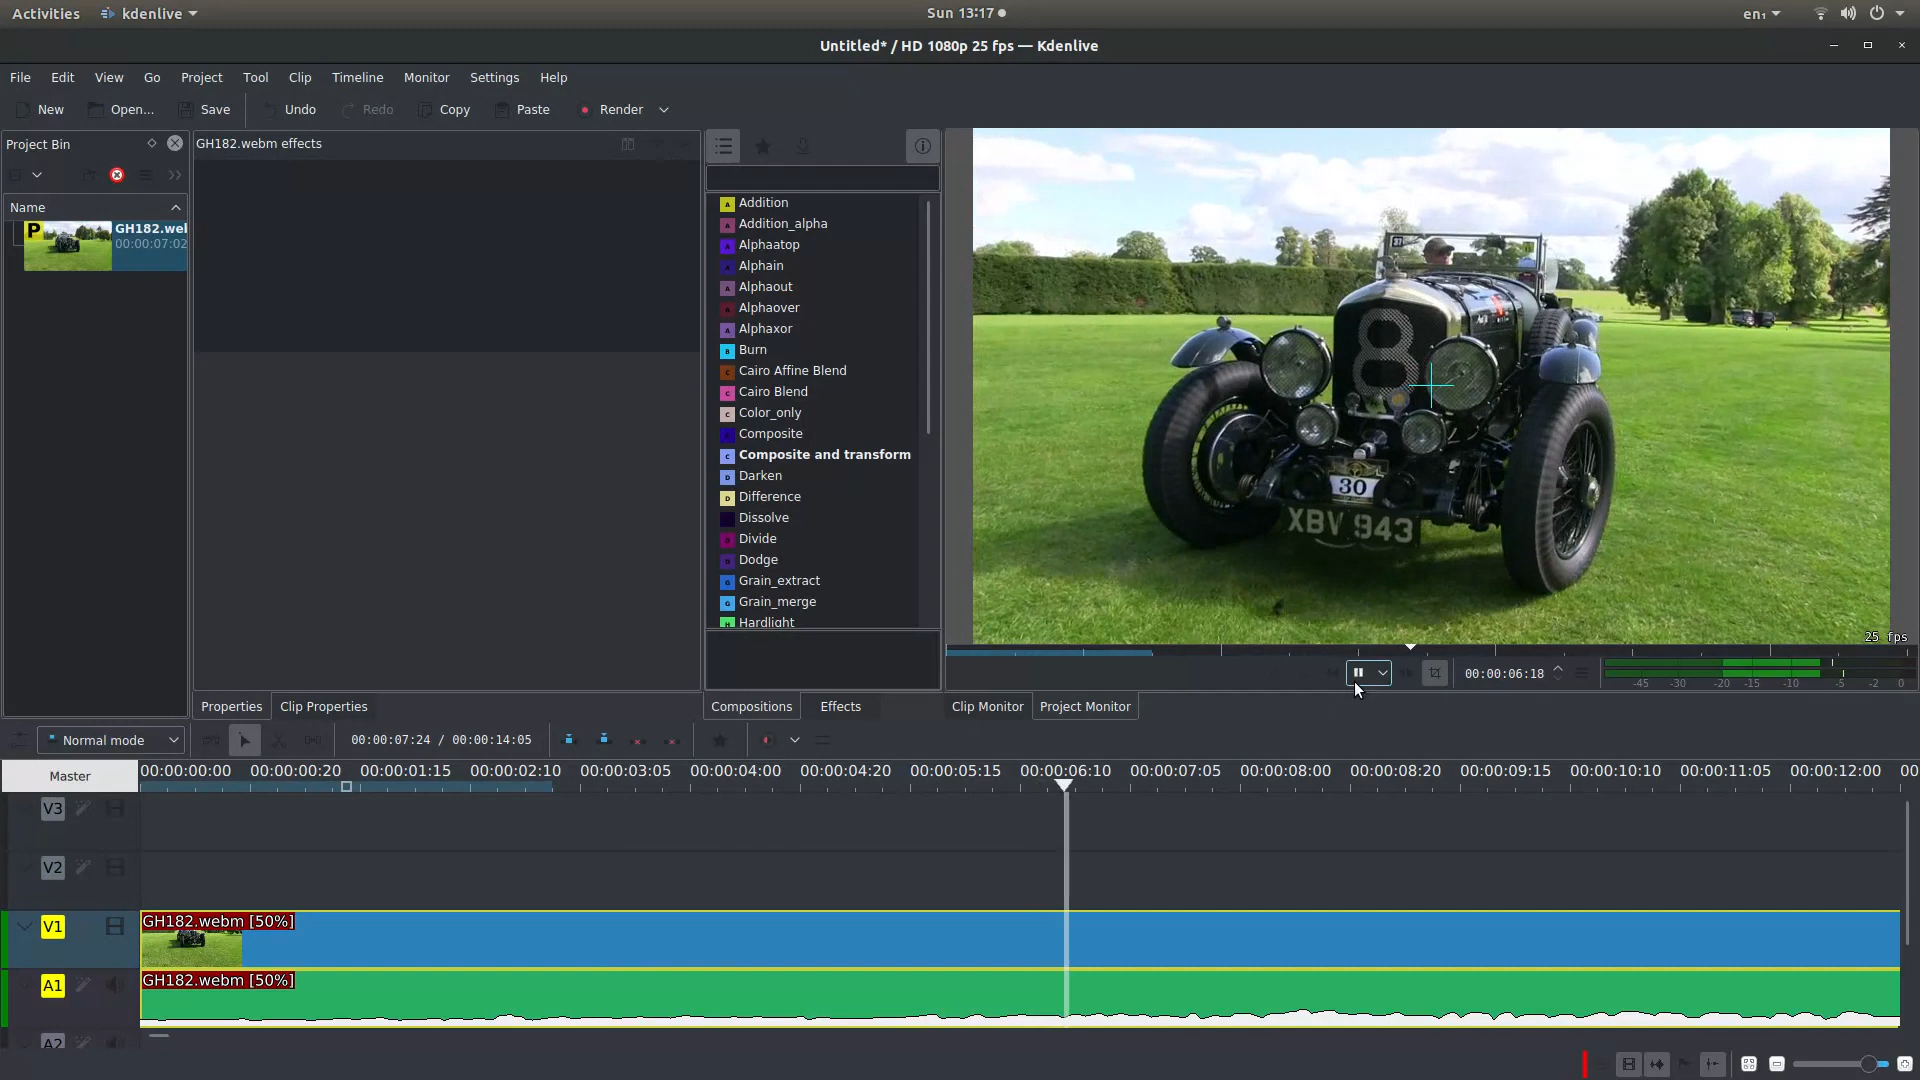 Activities kdenlive Sun 13:17 en₁
Untitled* / HD 1080p 25 fps — Kdenlive
File Edit View Go Project Tool Clip Timeline Monitor Settings Help
New Open... Save Undo Redo Copy Paste Render
Project Bin
GH182.webm effects
Name
P GH182.we
00:00:07:02
Addition
Addition_alpha
Alphaatop
Alphain
Alphaout
Alphaover
Alphaxor
Burn
Cairo Affine Blend
Cairo Blend
Color_only
Composite
Composite and transform
Darken
Difference
Dissolve
Divide
Dodge
Grain_extract
Grain_merge
Hardlight
37
8
30
XBV 943
25 fps
00:00:06:18
-45 -30 -20 -15 -10 -5 -2 0
Properties Clip Properties Compositions Effects Clip Monitor Project Monitor
Normal mode 00:00:07:24 / 00:00:14:05
Master 00:00:00:00 00:00:00:20 00:00:01:15 00:00:02:10 00:00:03:05 00:00:04:00 00:00:04:20 00:00:05:15 00:00:06:10 00:00:07:05 00:00:08:00 00:00:08:20 00:00:09:15 00:00:10:10 00:00:11:05 00:00:12:00 00
V3
V2
V1 GH182.webm [50%]
A1 GH182.webm [50%]
A2